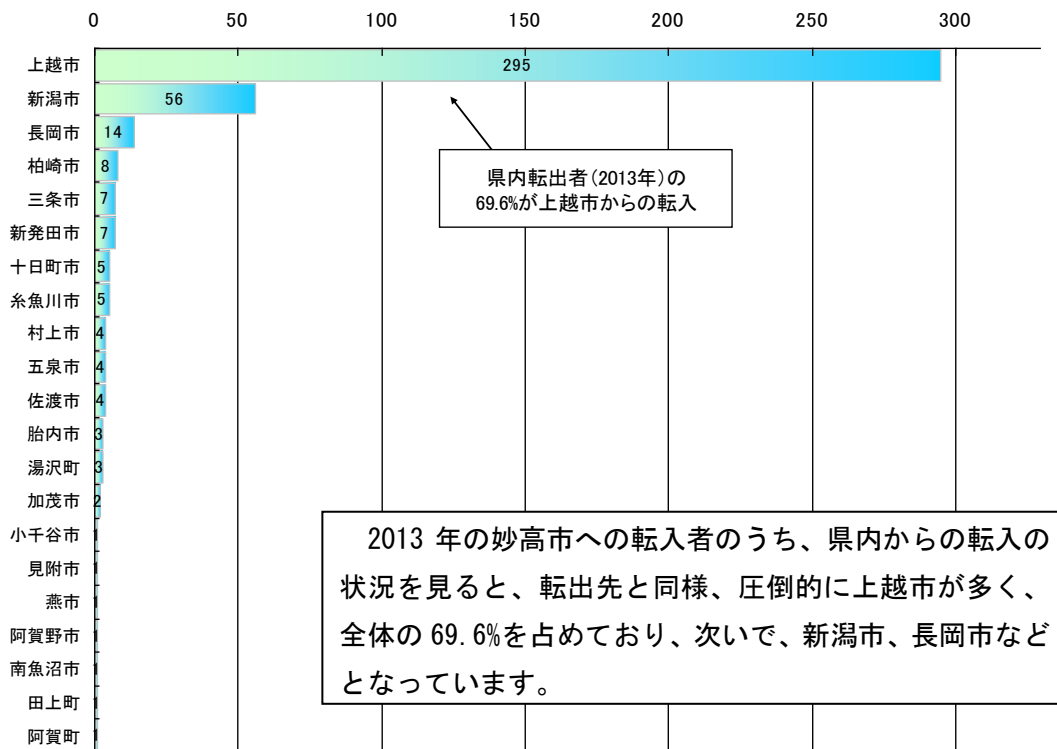 0 50 100 150 200 250 300
上越市 295
新潟市 56
長岡市 14
柏崎市 8
三条市 7
新発田市 7
十日町市 5
糸魚川市 5
村上市 4
五泉市 4
佐渡市 4
胎内市 3
湯沢町 3
加茂市 2
小千谷市 1
見附市 1
燕市 1
阿賀野市 1
南魚沼市 1
田上町 1
阿賀町 1
県内転出者(2013年)の
69.6%が上越市からの転入
2013 年の妙高市への転入者のうち、県内からの転入の
状況を見ると、転出先と同様、圧倒的に上越市が多く、
全体の 69.6%を占めており、次いで、新潟市、長岡市など
となっています。